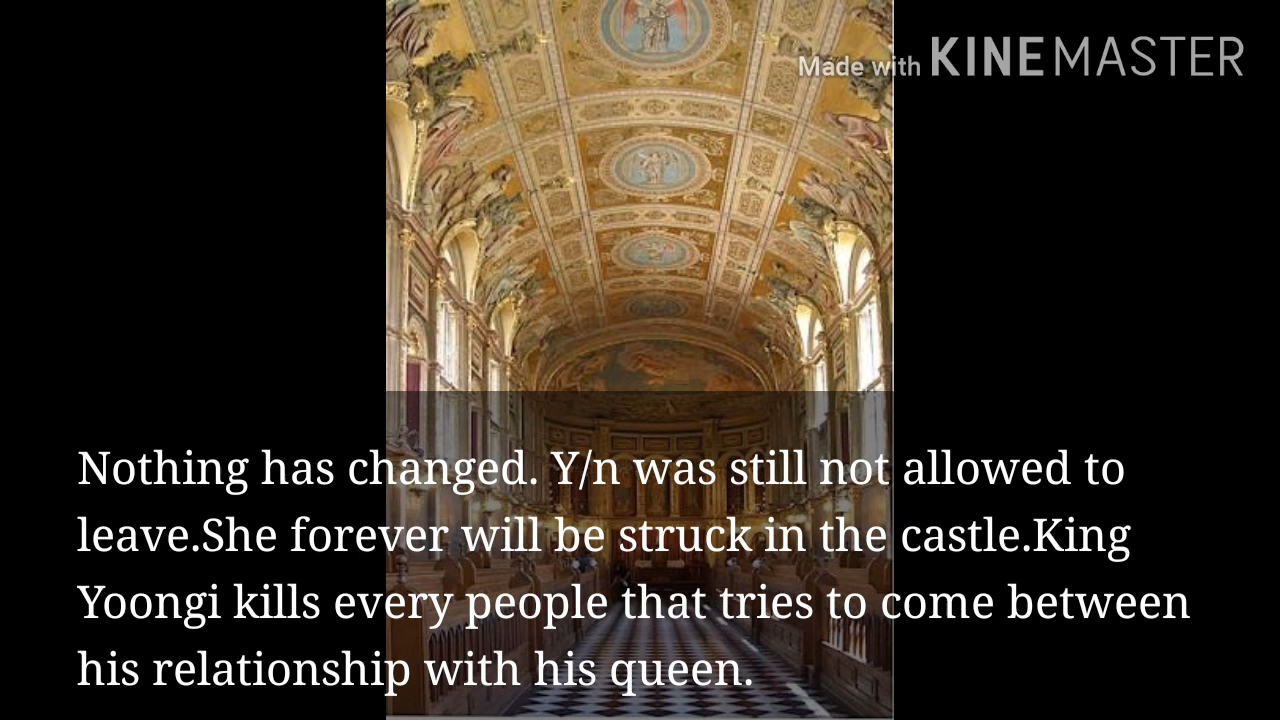 Made with KINEMASTER
Nothing has changed. Y/n was still not allowed to
leave.She forever will be struck in the castle.King
Yoongi kills every people that tries to come between
his relationship with his queen.